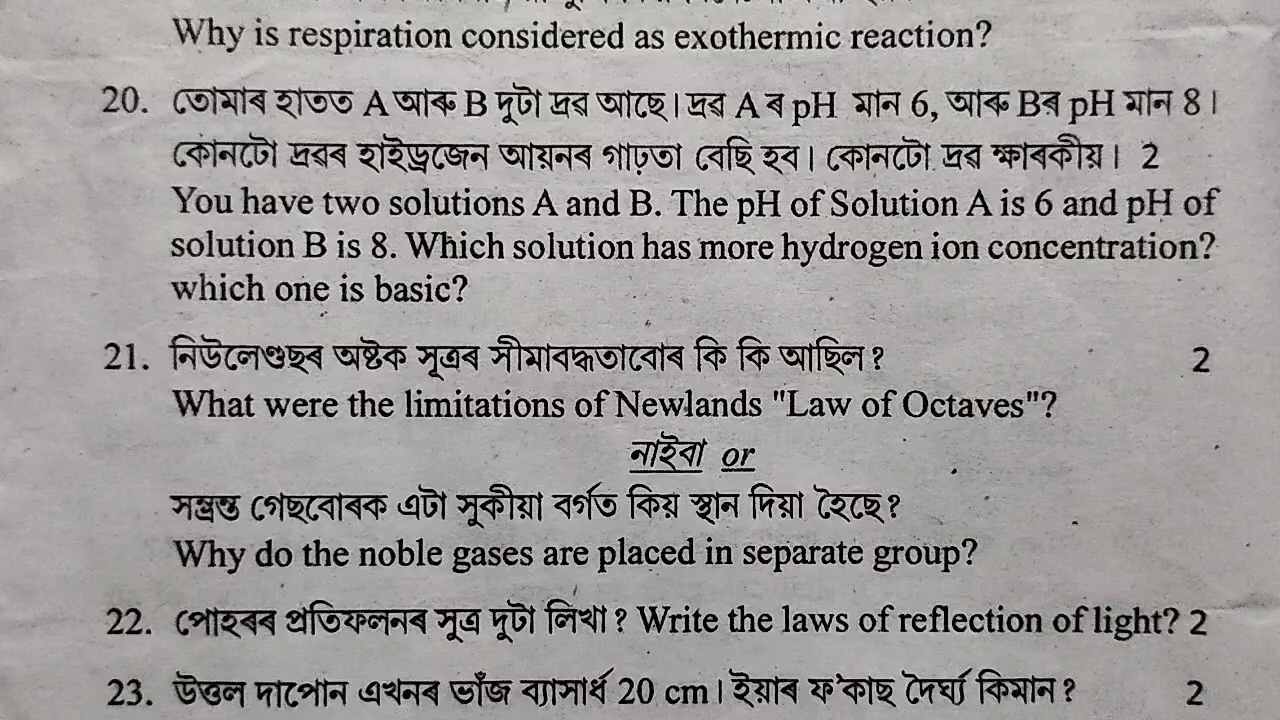 Why is respiration considered as exothermic reaction?
20. তোমাৰ হাতত A আৰু B দুটা দ্ৰৱ আছে। দ্ৰৱ A ৰ pH মান 6, আৰু Bৰ pH মান 8।
কোনটো দ্ৰৱৰ হাইড্ৰজেন আয়নৰ গাঢ়তা বেছি হব। কোনটো দ্ৰৱ ক্ষাৰকীয়। 2
You have two solutions A and B. The pH of Solution A is 6 and pH of
solution B is 8. Which solution has more hydrogen ion concentration?
which one is basic?
21. নিউলেণ্ডছৰ অষ্টক সূত্ৰৰ সীমাবদ্ধতাবোৰ কি কি আছিল? 2
What were the limitations of Newlands "Law of Octaves"?
নাইবা or
সম্ভ্ৰান্ত গেছবোৰক এটা সুকীয়া বৰ্গত কিয় স্থান দিয়া হৈছে?
Why do the noble gases are placed in separate group?
22. পোহৰৰ প্ৰতিফলনৰ সূত্ৰ দুটা লিখা? Write the laws of reflection of light? 2
23. উত্তল দাপোন এখনৰ ভাঁজ ব্যাসাৰ্ধ 20 cm। ইয়াৰ ফ'কাছ দৈৰ্ঘ্য কিমান? 2